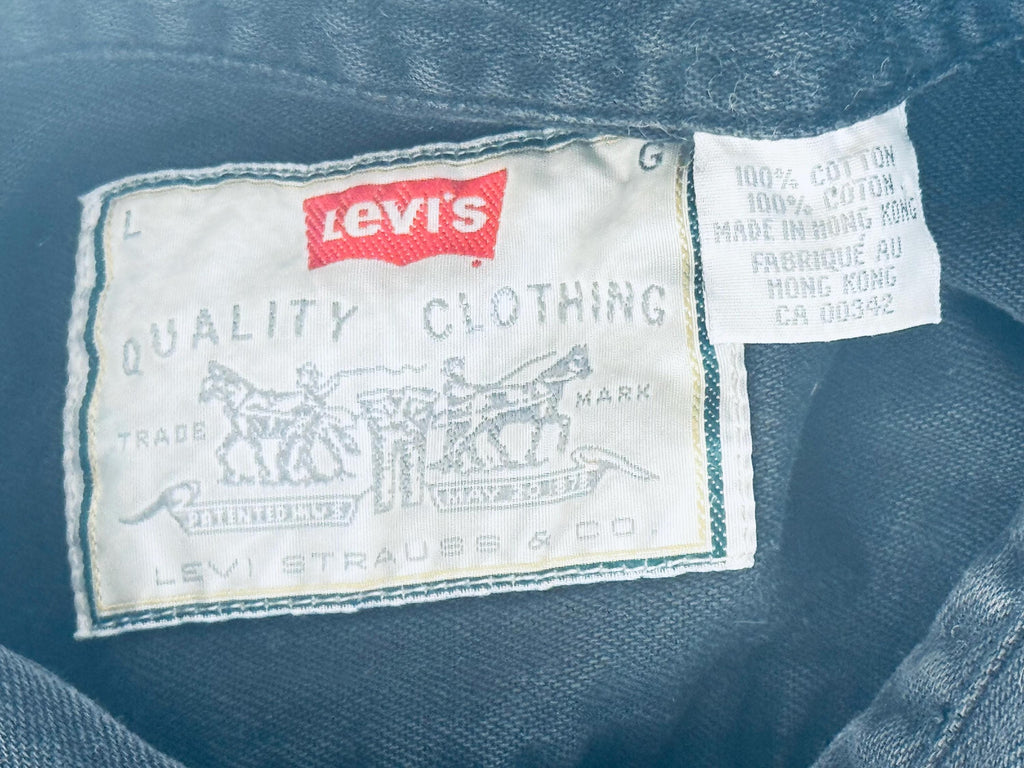 L G
LEVI'S
QUALITY CLOTHING
TRADE MARK
PATENTED IN U.S.
MAY 20 1873
LEVI STRAUSS & CO.
100% COTTON
100% COTON
MADE IN HONG KONG
FABRIQUÉ AU
HONG KONG
CA 00342